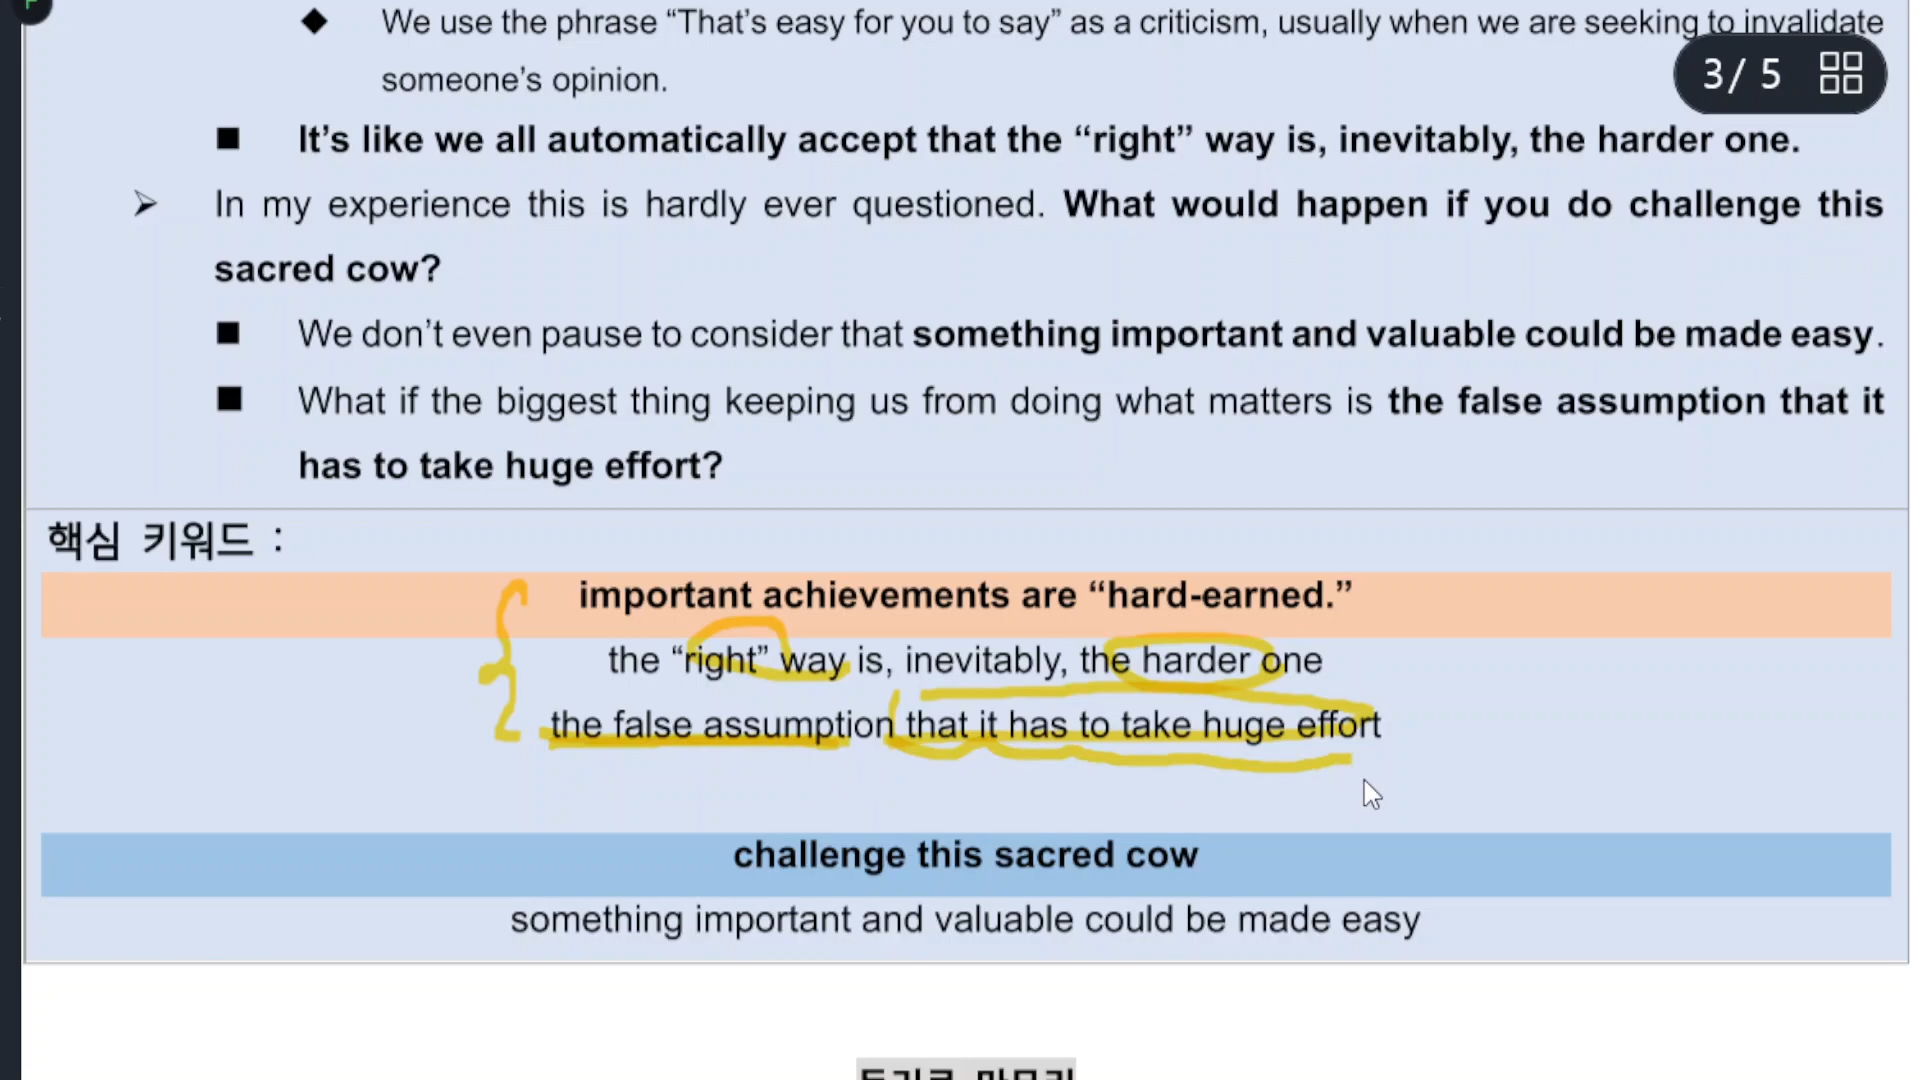 We use the phrase “That’s easy for you to say” as a criticism, usually when we are seeking to invalidate
someone’s opinion.
3/ 5
It’s like we all automatically accept that the “right” way is, inevitably, the harder one.
In my experience this is hardly ever questioned. What would happen if you do challenge this
sacred cow?
We don’t even pause to consider that something important and valuable could be made easy.
What if the biggest thing keeping us from doing what matters is the false assumption that it
has to take huge effort?
핵심 키워드 :
important achievements are “hard-earned.”
the “right” way is, inevitably, the harder one
the false assumption that it has to take huge effort
challenge this sacred cow
something important and valuable could be made easy